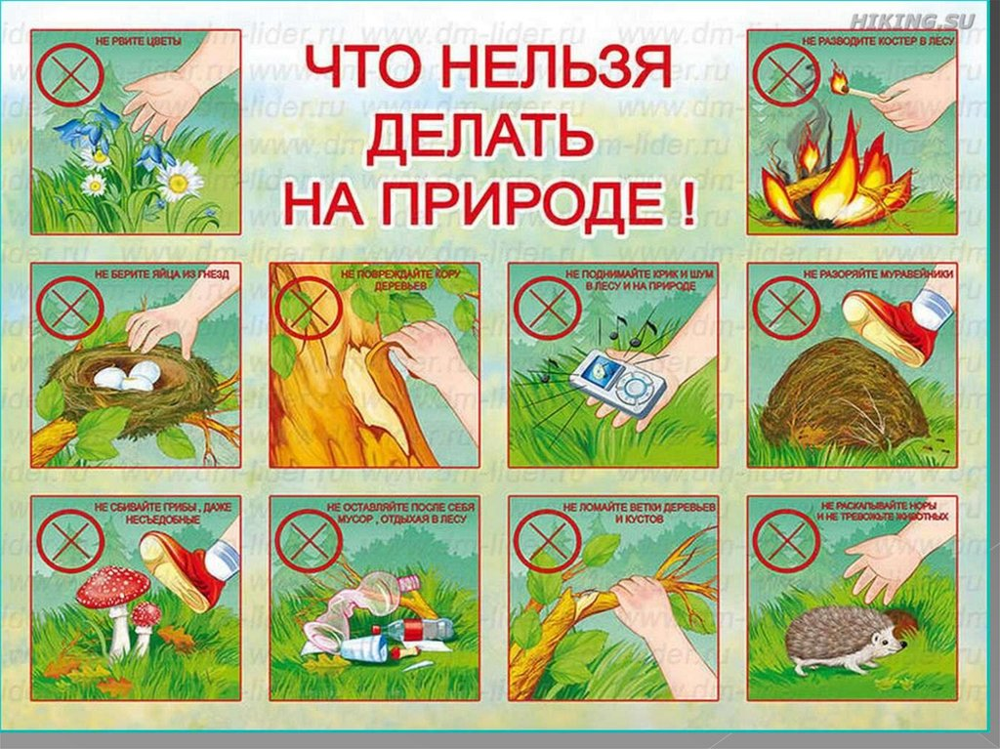 HIKING.SU
НЕ РВИТЕ ЦВЕТЫ
ЧТО НЕЛЬЗЯ
ДЕЛАТЬ
НА ПРИРОДЕ !
НЕ РАЗВОДИТЕ КОСТЕР В ЛЕСУ
НЕ БЕРИТЕ ЯЙЦА ИЗ ГНЕЗД
НЕ ПОВРЕЖДАЙТЕ КОРУ
ДЕРЕВЬЕВ
НЕ ПОДНИМАЙТЕ КРИК И ШУМ
В ЛЕСУ И НА ПРИРОДЕ
НЕ РАЗОРЯЙТЕ МУРАВЕЙНИКИ
НЕ СБИВАЙТЕ ГРИБЫ , ДАЖЕ
НЕСЪЕДОБНЫЕ
НЕ ОСТАВЛЯЙТЕ ПОСЛЕ СЕБЯ
МУСОР , ОТДЫХАЯ В ЛЕСУ
НЕ ЛОМАЙТЕ ВЕТКИ ДЕРЕВЬЕВ
И КУСТОВ
НЕ РАСКАПЫВАЙТЕ НОРЫ
И НЕ ТРЕВОЖЬТЕ ЖИВОТНЫХ
www.dm-lider.ru